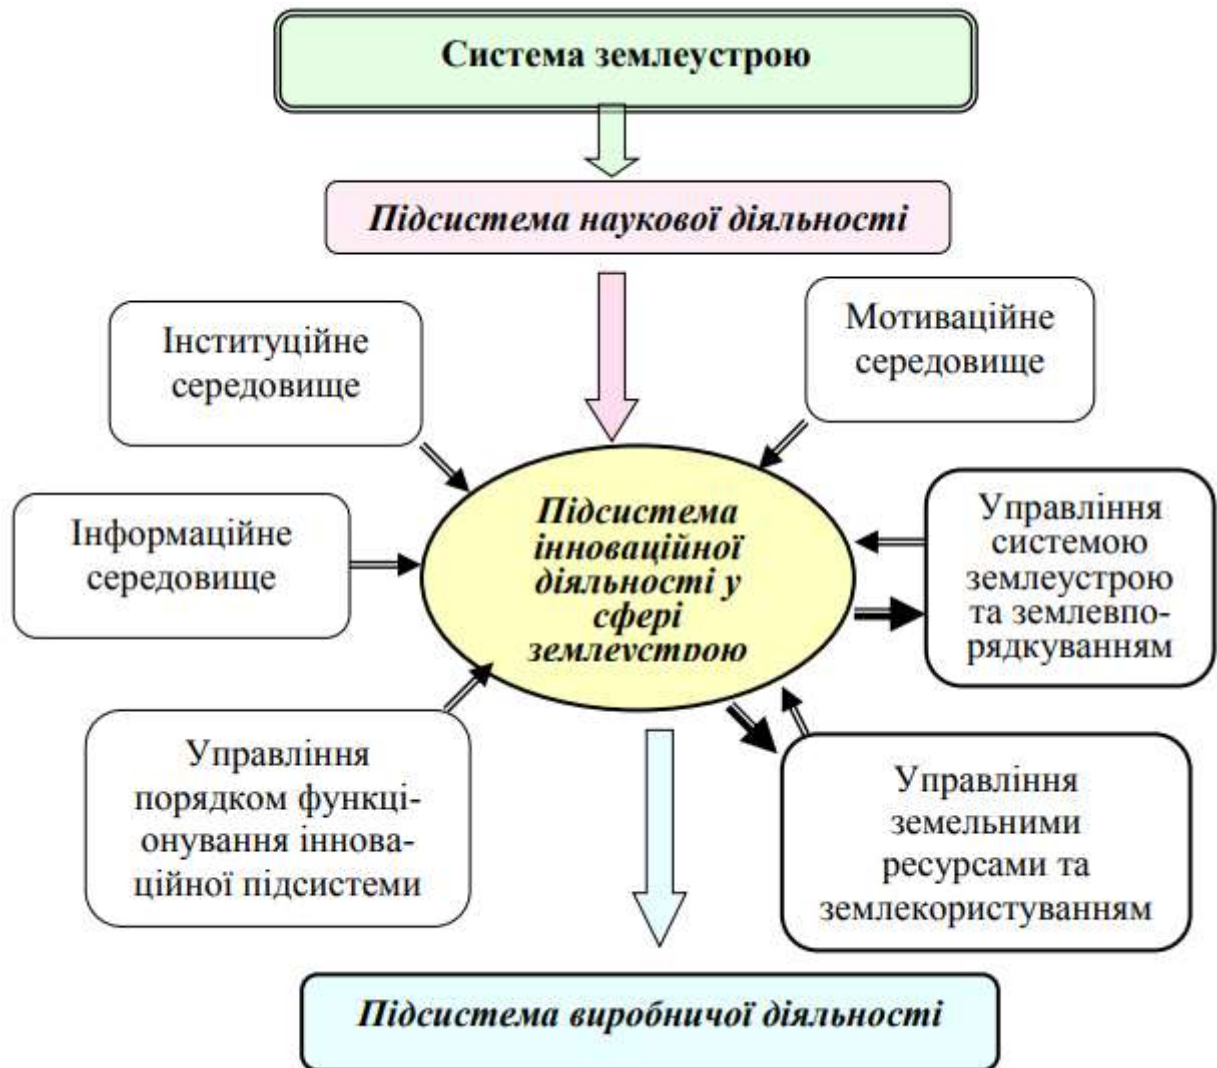 Система землеустрою
Підсистема наукової діяльності
Інституційне
середовище
Мотиваційне
середовище
Інформаційне
середовище
Підсистема
інноваційної
діяльності у
сфері
землеустрою
Управління
системою
землеустрою
та землевпо-
рядкуванням
Управління
порядком функці-
онування іннова-
ційної підсистеми
Управління
земельними
ресурсами та
землекористуванням
Підсистема виробничої діяльності